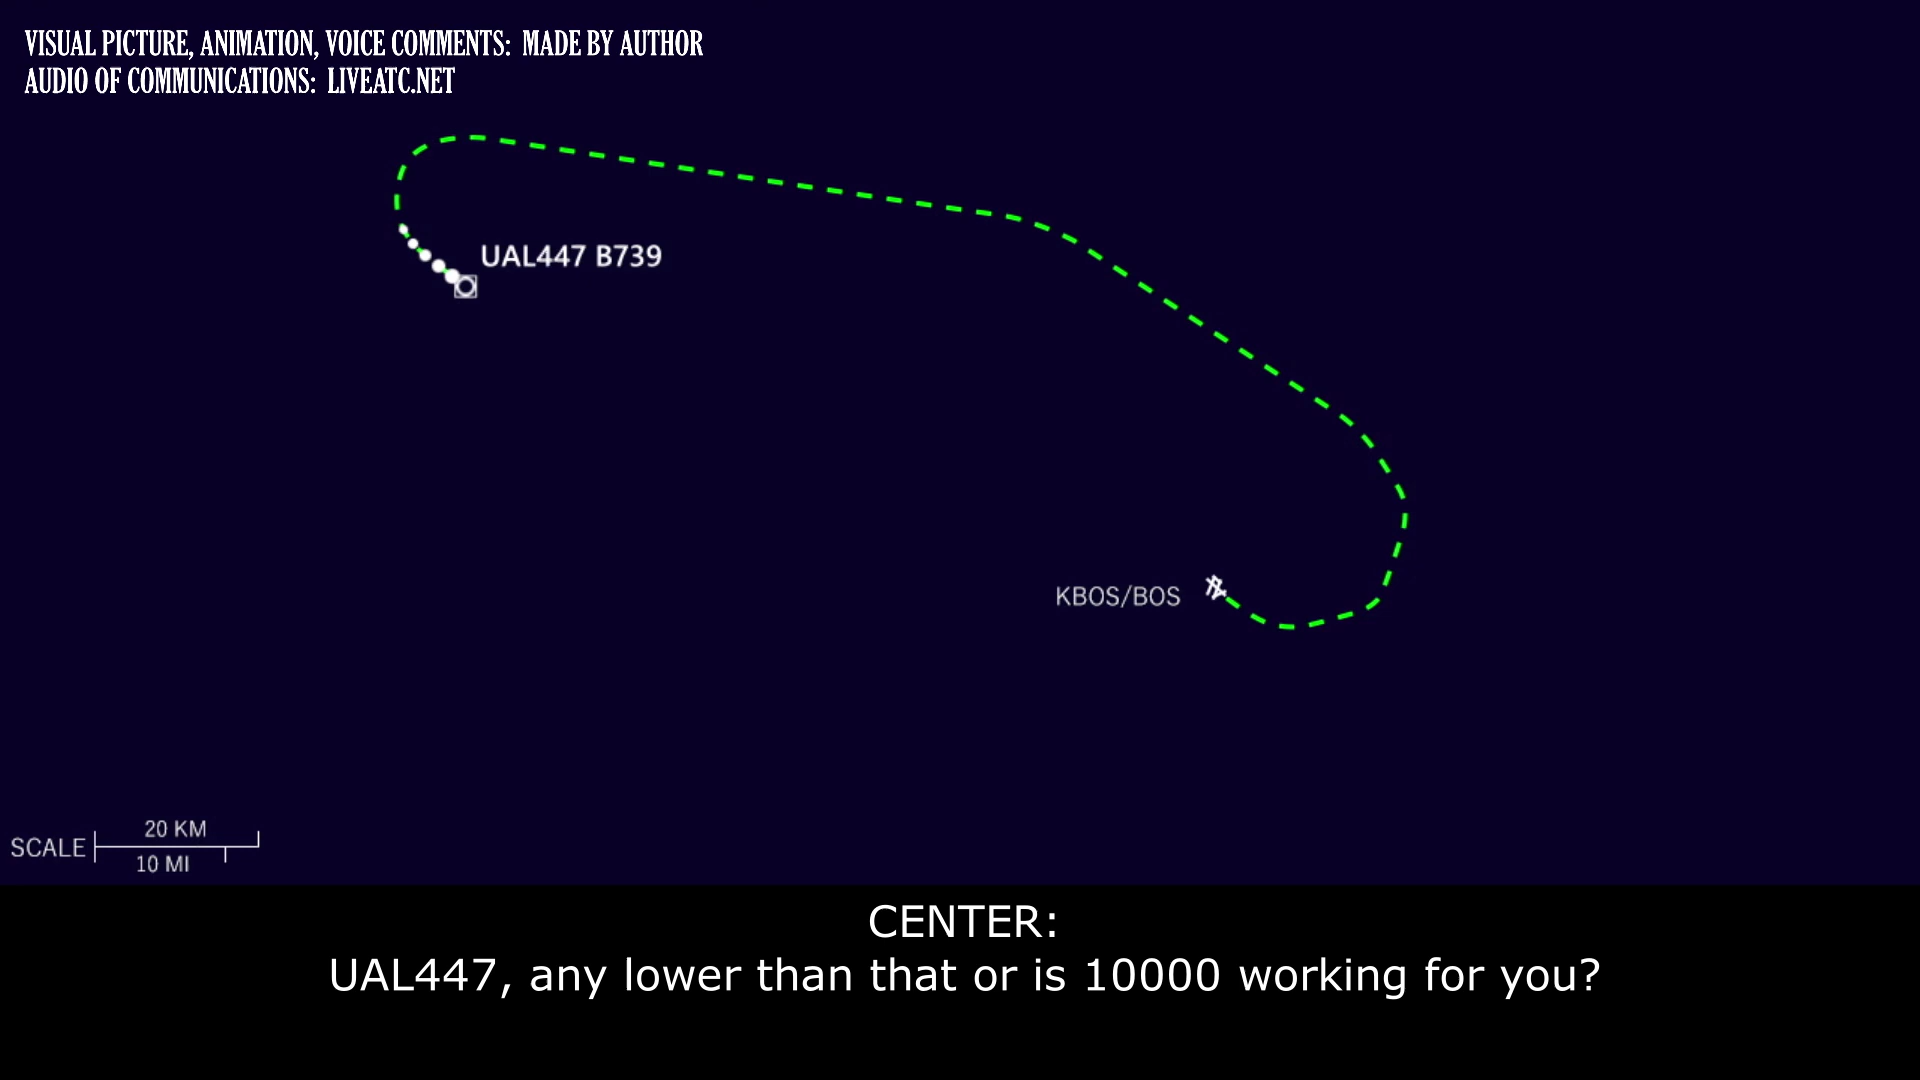 VISUAL PICTURE, ANIMATION, VOICE COMMENTS: MADE BY AUTHOR
AUDIO OF COMMUNICATIONS: LIVEATC.NET
UAL447 B739
KBOS/BOS
20 KM
SCALE
10 MI
CENTER:
UAL447, any lower than that or is 10000 working for you?